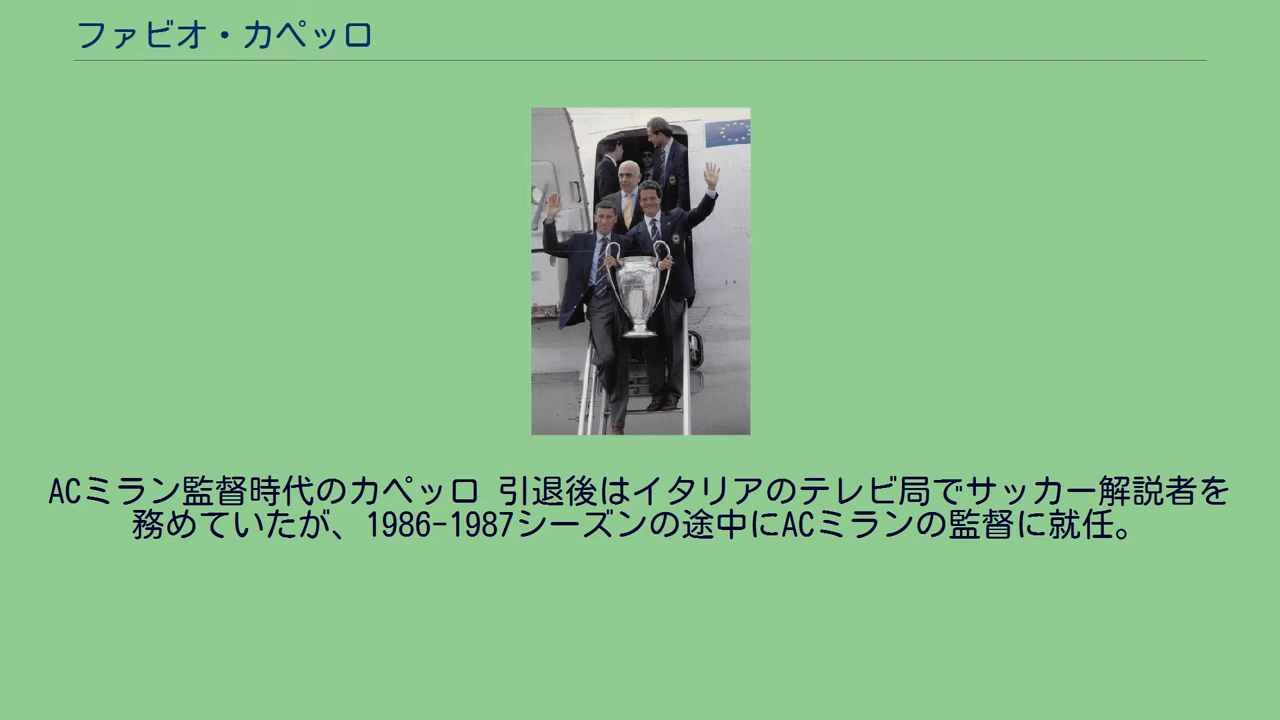 ファビオ・カペッロ
ACミラン監督時代のカペッロ 引退後はイタリアのテレビ局でサッカー解説者を
務めていたが、1986-1987シーズンの途中にACミランの監督に就任。